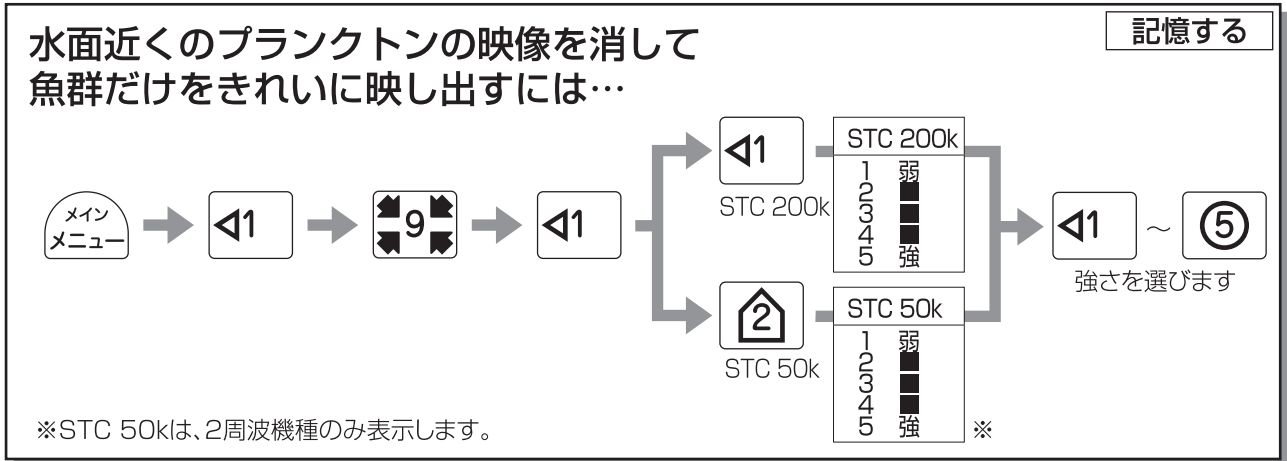 記憶する
水面近くのプランクトンの映像を消して
魚群だけをきれいに映し出すには…
メイン
メニュー
1
9
1
1
STC 200k
STC 200k
1 弱
2 ■
3 ■
4 ■
5 強
2
STC 50k
STC 50k
1 弱
2 ■
3 ■
4 ■
5 強
※
1 ～ 5
強さを選びます
※STC 50kは、2周波機種のみ表示します。